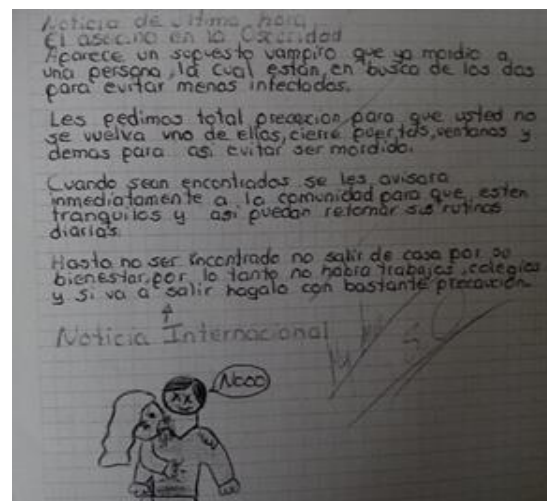 Noticia de Última hora
El asecino en la Oscuridad
Aparece un supuesto vampiro que ya mordio a
una persona, la cual están en busca de los dos
para evitar menos infectados.
Les pedimos total precacion para que usted no
se vuelva uno de ellos, cierre puertas, ventanas y
demas para asi evitar ser mordido.
Cuando sean encontrados se les avisara
inmediatamente a la comunidad para que esten
tranquilos y asi puedan retomar sus rutinas
diarias.
Hasta no ser encontrado no salir de casa por su
bienestar, por lo tanto no habra trabajos, colegios
y si va a salir hagalo con bastante precaución.
Noticia Internacional
Nooo